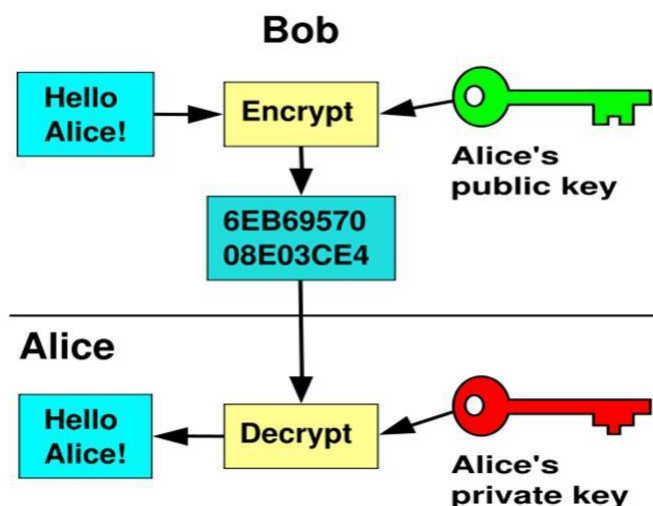 Bob
Hello
Alice!
Encrypt
Alice's
public key
6EB69570
08E03CE4
Alice
Hello
Alice!
Decrypt
Alice's
private key